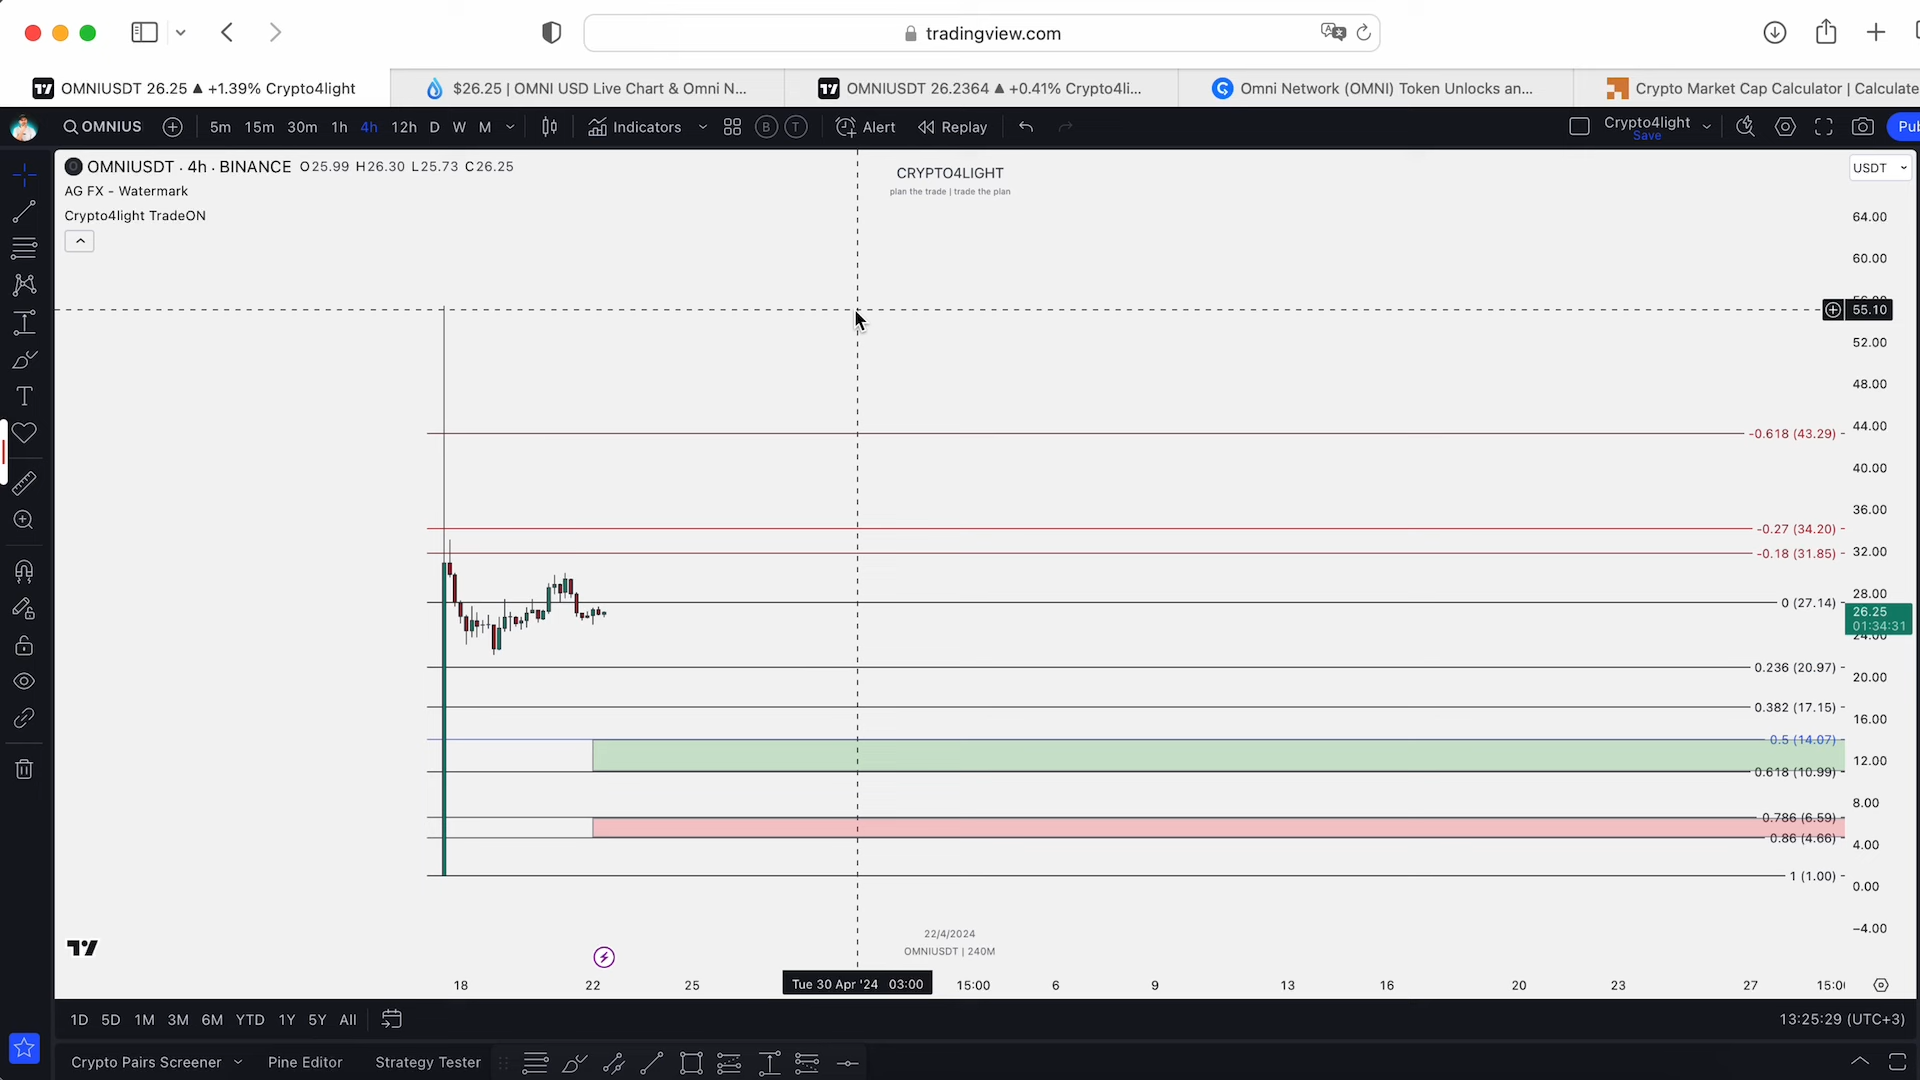 tradingview.com
OMNIUSDT 26.25 ▲ +1.39% Crypto4light
$26.25 | OMNI USD Live Chart & Omni N...
OMNIUSDT 26.2364 ▲ +0.41% Crypto4li...
Omni Network (OMNI) Token Unlocks an...
Crypto Market Cap Calculator | Calculate
OMNIUS
5m 15m 30m 1h 4h 12h D W M
Indicators
B T
Alert
Replay
Crypto4light
Save
Pub
OMNIUSDT · 4h · BINANCE O25.99 H26.30 L25.73 C26.25
AG FX - Watermark
Crypto4light TradeON
CRYPTO4LIGHT
plan the trade | trade the plan
USDT
64.00
60.00
55.10
52.00
48.00
44.00
-0.618 (43.29)
40.00
36.00
-0.27 (34.20)
32.00
-0.18 (31.85)
28.00
0 (27.14)
26.25
01:34:31
24.00
0.236 (20.97)
20.00
0.382 (17.15)
16.00
0.5 (14.07)
12.00
0.618 (10.99)
8.00
0.786 (6.59)
0.86 (4.66)
4.00
1 (1.00)
0.00
−4.00
22/4/2024
OMNIUSDT | 240M
18 22 25 Tue 30 Apr '24 03:00 15:00 6 9 13 16 20 23 27 15:0
1D 5D 1M 3M 6M YTD 1Y 5Y All
13:25:29 (UTC+3)
Crypto Pairs Screener
Pine Editor
Strategy Tester